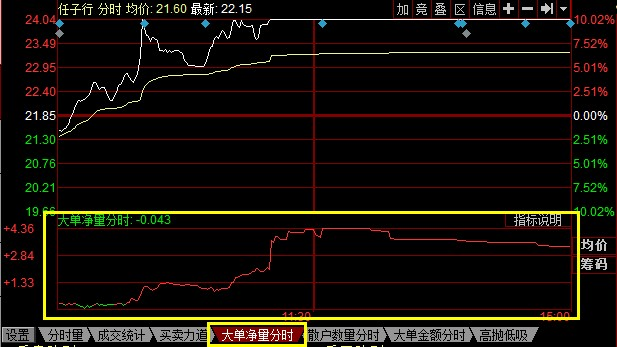 任子行 分时 均价: 21.60 最新: 22.15 加 竞 叠 区 信息
24.04 10.02%
23.49 7.52%
22.95 5.01%
22.40 2.51%
21.85 0.00%
21.30 2.51%
20.76 5.01%
20.21 7.52%
19.66 10.02%
大单净量分时: -0.043 指标说明
+4.36
均价
+2.84
筹码
+1.33
11:30 15:00
设置 分时量 成交统计 买卖力道 大单净量分时 散户数量分时 大单金额分时 高抛低吸